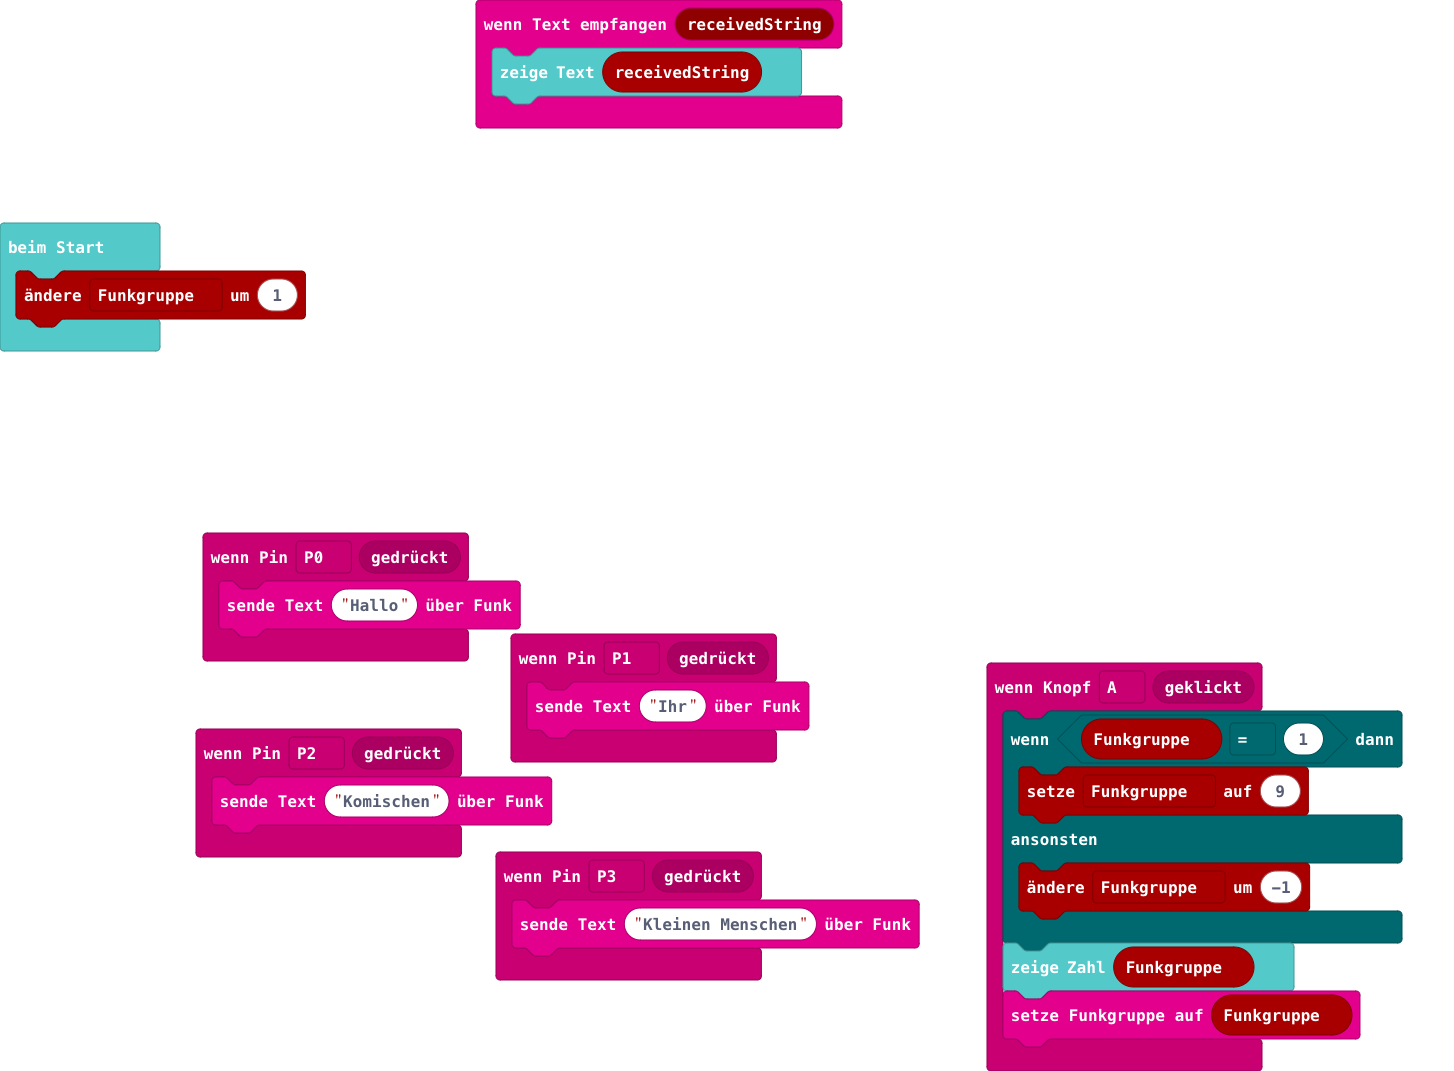 wenn Text empfangen receivedString
zeige Text receivedString
beim Start
ändere Funkgruppe um 1
wenn Pin P0 gedrückt
sende Text "Hallo" über Funk
wenn Pin P1 gedrückt
sende Text "Ihr" über Funk
wenn Pin P2 gedrückt
sende Text "Komischen" über Funk
wenn Pin P3 gedrückt
sende Text "Kleinen Menschen" über Funk
wenn Knopf A geklickt
wenn Funkgruppe = 1 dann
setze Funkgruppe auf 9
ansonsten
ändere Funkgruppe um -1
zeige Zahl Funkgruppe
setze Funkgruppe auf Funkgruppe